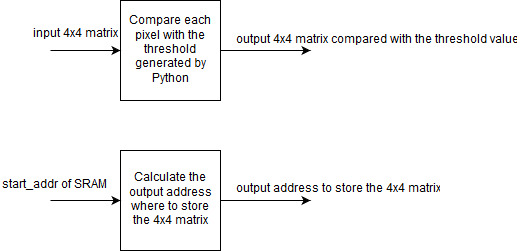 input 4x4 matrix
Compare each
pixel with the
threshold
generated by
Python
output 4x4 matrix compared with the threshold value
start_addr of SRAM
Calculate the
output address
where to store
the 4x4 matrix
output address to store the 4x4 matrix